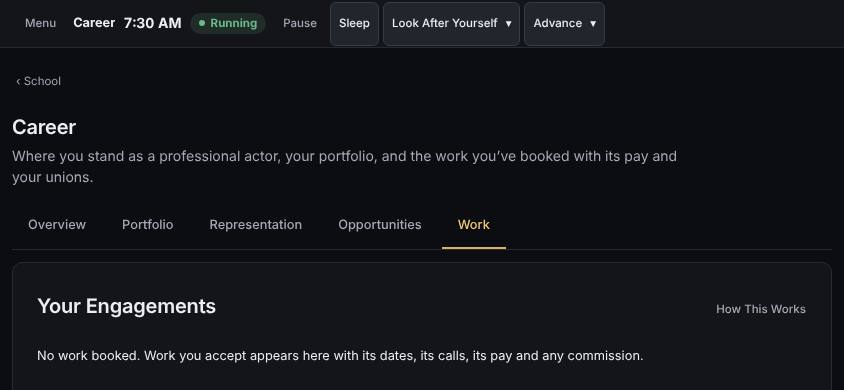 Menu Career 7:30 AM Running Pause Sleep Look After Yourself ▾ Advance ▾
‹ School
Career
Where you stand as a professional actor, your portfolio, and the work you’ve booked with its pay and
your unions.
Overview Portfolio Representation Opportunities Work
Your Engagements How This Works
No work booked. Work you accept appears here with its dates, its calls, its pay and any commission.